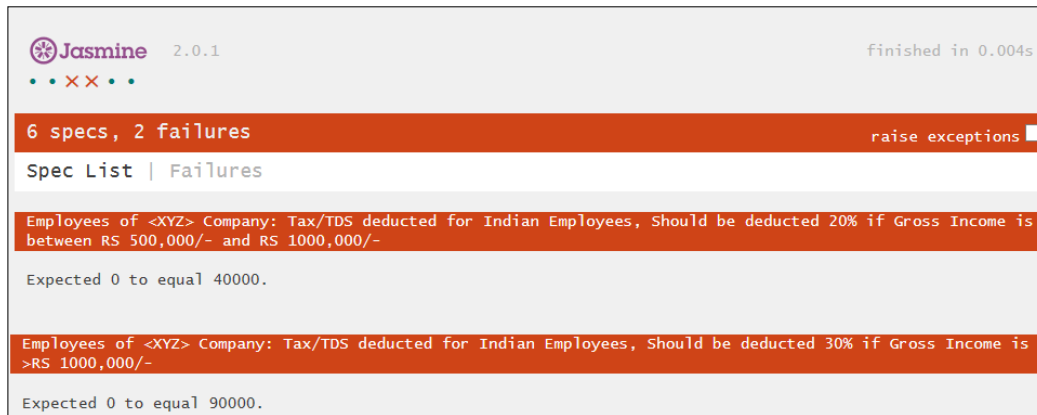 Jasmine 2.0.1 finished in 0.004s
• • × × • •
6 specs, 2 failures raise exceptions
Spec List | Failures
Employees of <XYZ> Company: Tax/TDS deducted for Indian Employees, Should be deducted 20% if Gross Income is
between RS 500,000/- and RS 1000,000/-
Expected 0 to equal 40000.
Employees of <XYZ> Company: Tax/TDS deducted for Indian Employees, Should be deducted 30% if Gross Income is
>RS 1000,000/-
Expected 0 to equal 90000.